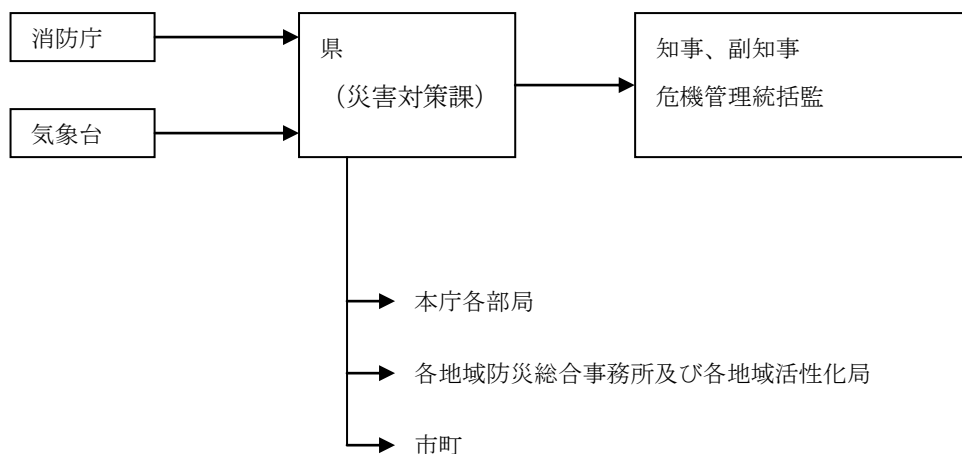 消防庁
気象台
県
（災害対策課）
知事、副知事
危機管理統括監
本庁各部局
各地域防災総合事務所及び各地域活性化局
市町